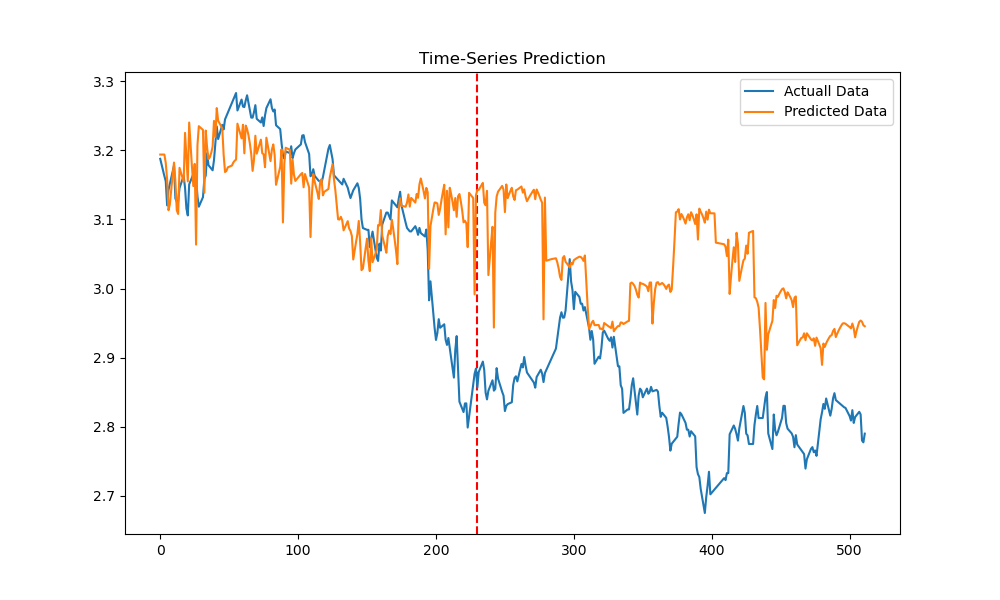 Time-Series Prediction
Actuall Data
Predicted Data
3.3
3.2
3.1
3.0
2.9
2.8
2.7
0 100 200 300 400 500